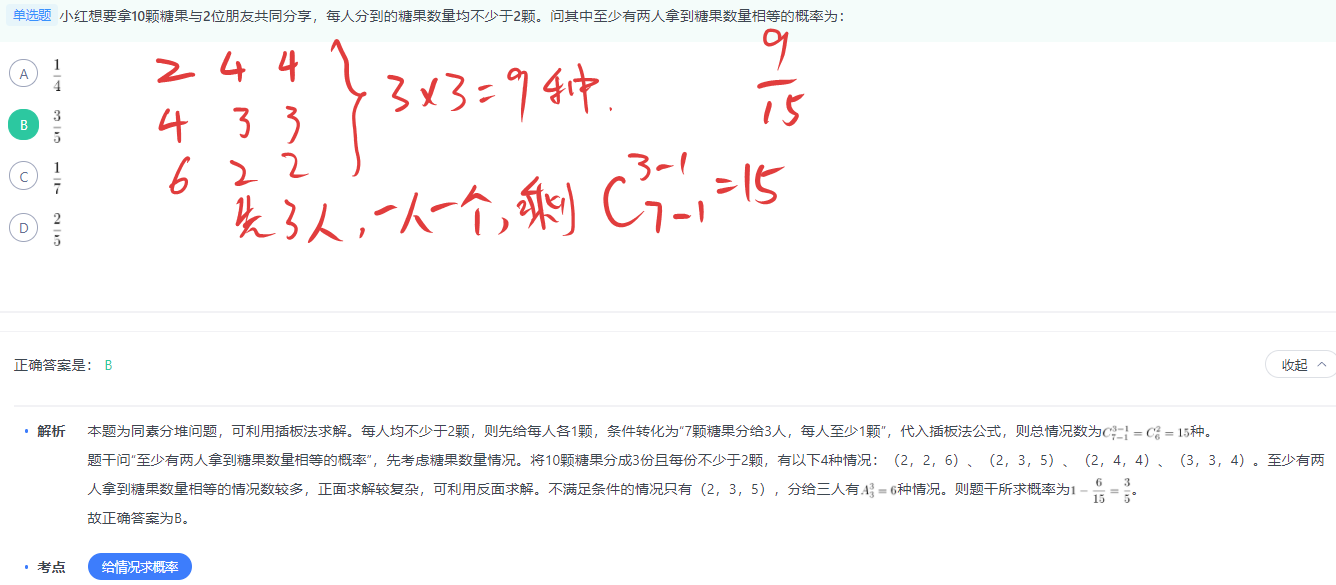 单选题 小红想要拿10颗糖果与2位朋友共同分享，每人分到的糖果数量均不少于2颗。问其中至少有两人拿到糖果数量相等的概率为：
A 1/4
B 3/5
C 1/7
D 2/5
2 4 4
4 3 3
6 2 2
} 3×3=9种.
9/15
先3人,一人一个,剩 C_{7-1}^{3-1}=15
正确答案是： B
收起
解析 本题为同素分堆问题，可利用插板法求解。每人均不少于2颗，则先给每人各1颗，条件转化为“7颗糖果分给3人，每人至少1颗”，代入插板法公式，则总情况数为C_{7-1}^{3-1}=C_6^2=15种。
题干问“至少有两人拿到糖果数量相等的概率”，先考虑糖果数量情况。将10颗糖果分成3份且每份不少于2颗，有以下4种情况：（2，2，6）、（2，3，5）、（2，4，4）、（3，3，4）。至少有两
人拿到糖果数量相等的情况数较多，正面求解较复杂，可利用反面求解。不满足条件的情况只有（2，3，5），分给三人有A_3^3=6种情况。则题干所求概率为1-6/15=3/5。
故正确答案为B。
考点 给情况求概率